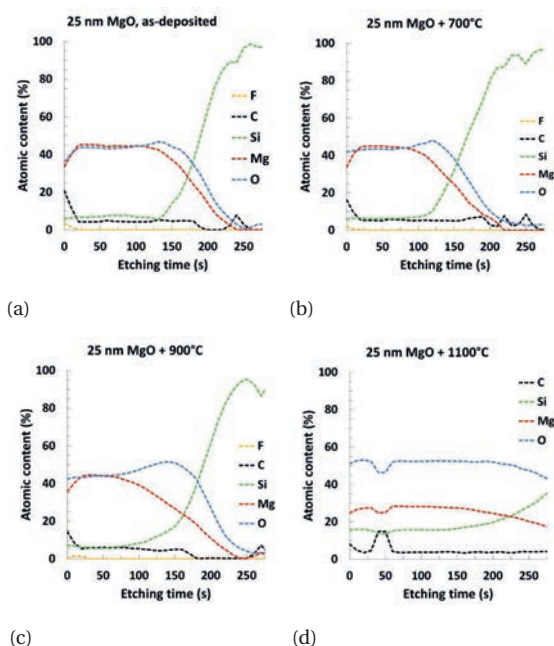 25 nm MgO, as-deposited
Atomic content (%)
100
80
60
40
20
0
F
C
Si
Mg
O
0 50 100 150 200 250
Etching time (s)
(a)
25 nm MgO + 700°C
Atomic content (%)
100
80
60
40
20
0
F
C
Si
Mg
O
0 50 100 150 200 250
Etching time (s)
(b)
25 nm MgO + 900°C
Atomic content (%)
100
80
60
40
20
0
F
C
Si
Mg
O
0 50 100 150 200 250
Etching time (s)
(c)
25 nm MgO + 1100°C
Atomic content (%)
100
80
60
40
20
0
C
Si
Mg
O
0 50 100 150 200 250
Etching time (s)
(d)